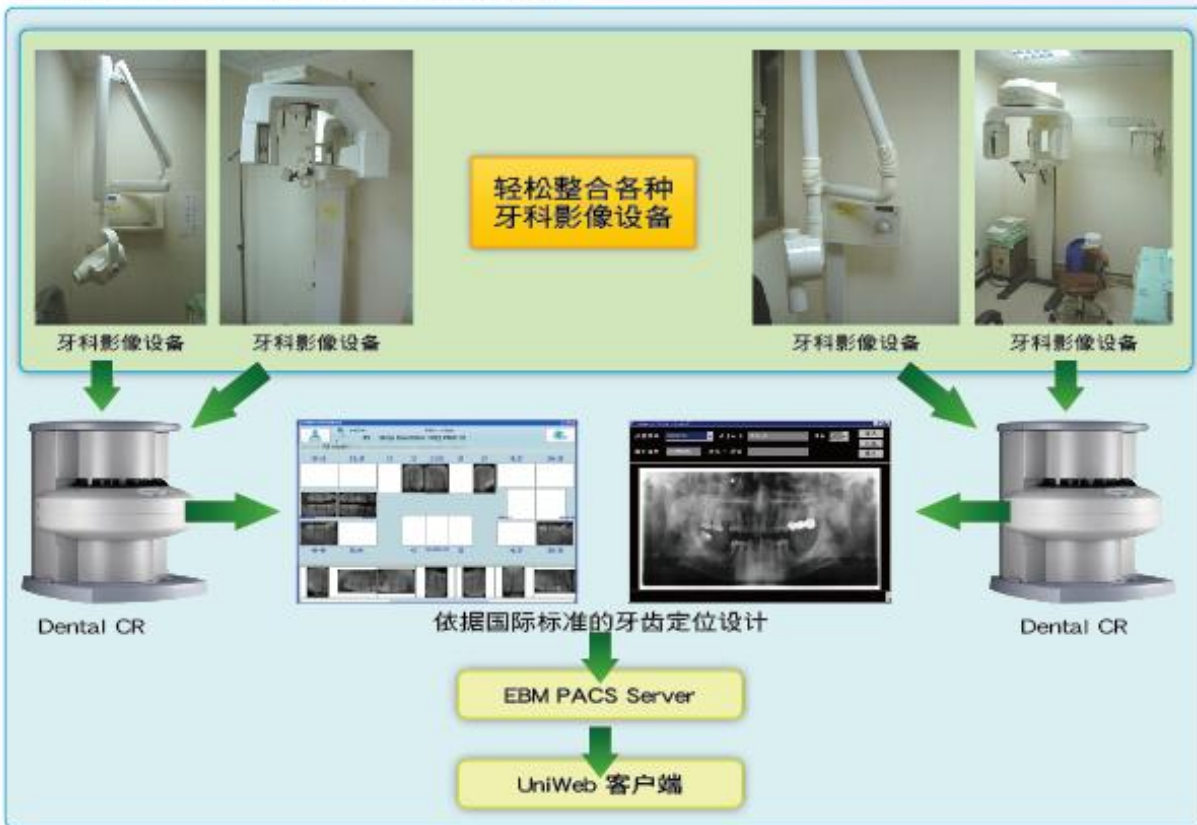 轻松整合各种
牙科影像设备
牙科影像设备
牙科影像设备
牙科影像设备
牙科影像设备
Dental CR
依据国际标准的牙齿定位设计
Dental CR
EBM PACS Server
UniWeb 客户端